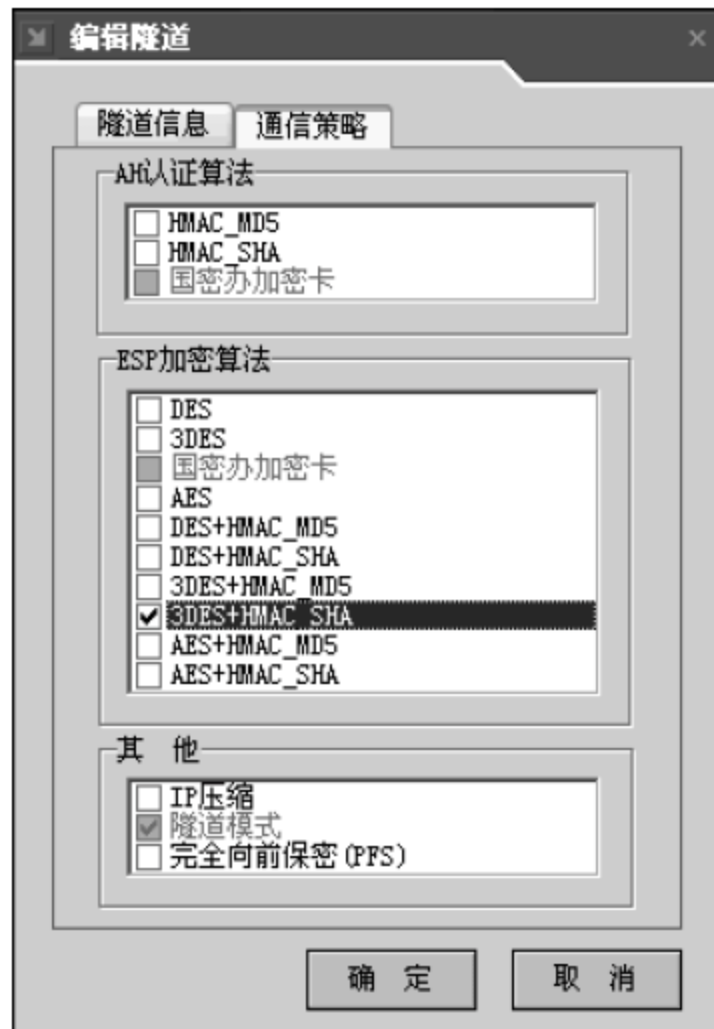 编辑隧道
隧道信息 通信策略
AH认证算法
HMAC_MD5
HMAC_SHA
国密办加密卡
ESP加密算法
DES
3DES
国密办加密卡
AES
DES+HMAC_MD5
DES+HMAC_SHA
3DES+HMAC_MD5
3DES+HMAC_SHA
AES+HMAC_MD5
AES+HMAC_SHA
其 他
IP压缩
隧道模式
完全向前保密(PFS)
确 定 取 消